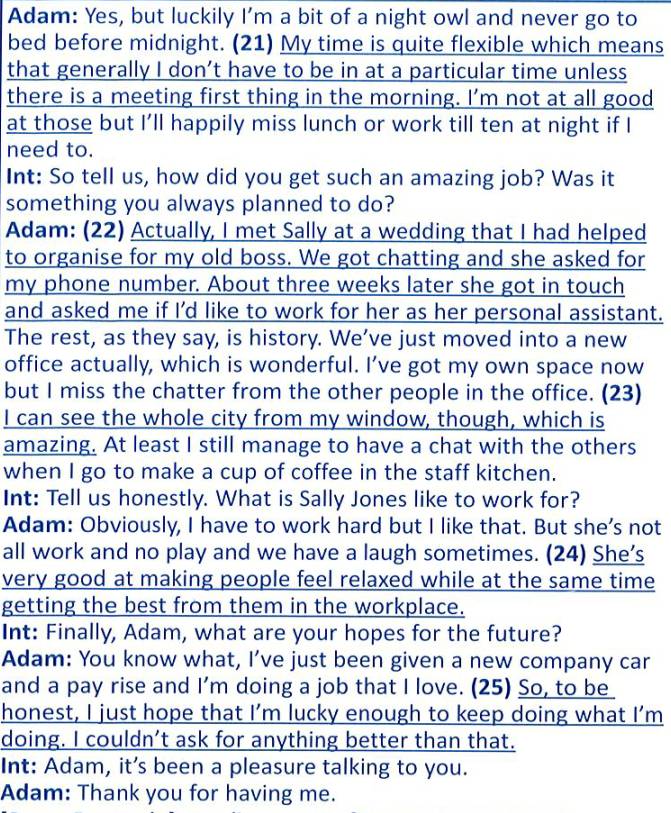 Adam: Yes, but luckily I'm a bit of a night owl and never go to
bed before midnight. (21) My time is quite flexible which means
that generally I don't have to be in at a particular time unless
there is a meeting first thing in the morning. I'm not at all good
at those but I'll happily miss lunch or work till ten at night if I
need to.
Int: So tell us, how did you get such an amazing job? Was it
something you always planned to do?
Adam: (22) Actually, I met Sally at a wedding that I had helped
to organise for my old boss. We got chatting and she asked for
my phone number. About three weeks later she got in touch
and asked me if I'd like to work for her as her personal assistant.
The rest, as they say, is history. We've just moved into a new
office actually, which is wonderful. I've got my own space now
but I miss the chatter from the other people in the office. (23)
I can see the whole city from my window, though, which is
amazing. At least I still manage to have a chat with the others
when I go to make a cup of coffee in the staff kitchen.
Int: Tell us honestly. What is Sally Jones like to work for?
Adam: Obviously, I have to work hard but I like that. But she's not
all work and no play and we have a laugh sometimes. (24) She's
very good at making people feel relaxed while at the same time
getting the best from them in the workplace.
Int: Finally, Adam, what are your hopes for the future?
Adam: You know what, I've just been given a new company car
and a pay rise and I'm doing a job that I love. (25) So, to be
honest, I just hope that I'm lucky enough to keep doing what I'm
doing. I couldn't ask for anything better than that.
Int: Adam, it's been a pleasure talking to you.
Adam: Thank you for having me.